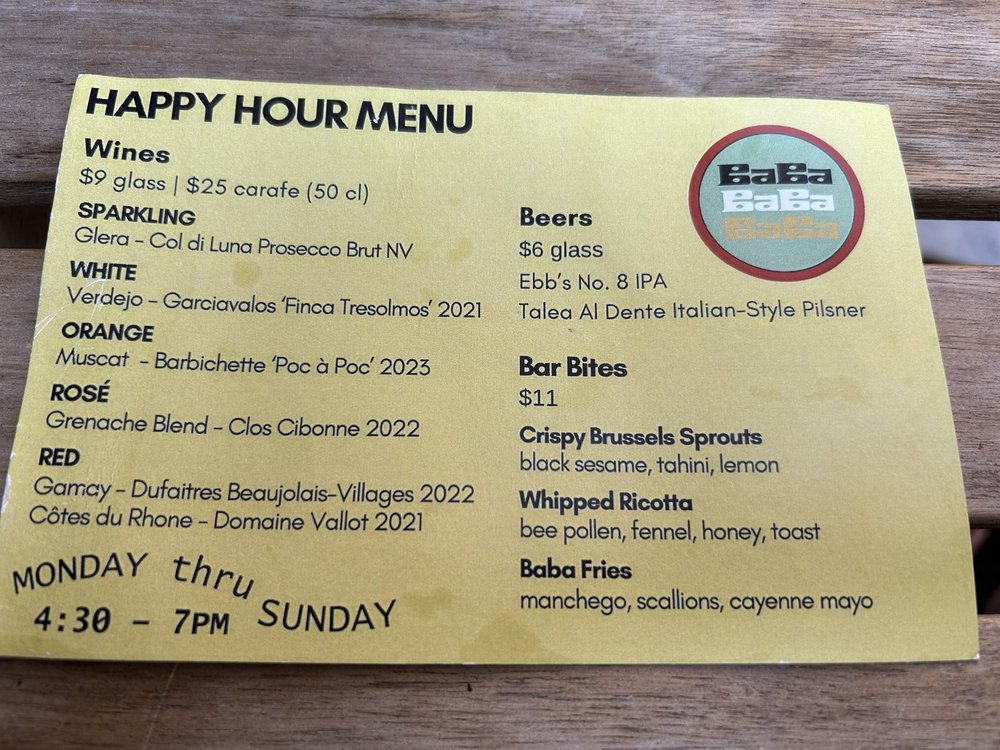 HAPPY HOUR MENU
Wines
$9 glass | $25 carafe (50 cl)
SPARKLING
Glera - Col di Luna Prosecco Brut NV
WHITE
Verdejo - Garciavalos 'Finca Tresolmos' 2021
ORANGE
Muscat - Barbichette 'Poc à Poc' 2023
ROSÉ
Grenache Blend - Clos Cibonne 2022
RED
Gamay - Dufaitres Beaujolais-Villages 2022
Côtes du Rhone - Domaine Vallot 2021
MONDAY thru SUNDAY
4:30 - 7PM
BaBa
BaBa
BaBa
Beers
$6 glass
Ebb's No. 8 IPA
Talea Al Dente Italian-Style Pilsner
Bar Bites
$11
Crispy Brussels Sprouts
black sesame, tahini, lemon
Whipped Ricotta
bee pollen, fennel, honey, toast
Baba Fries
manchego, scallions, cayenne mayo